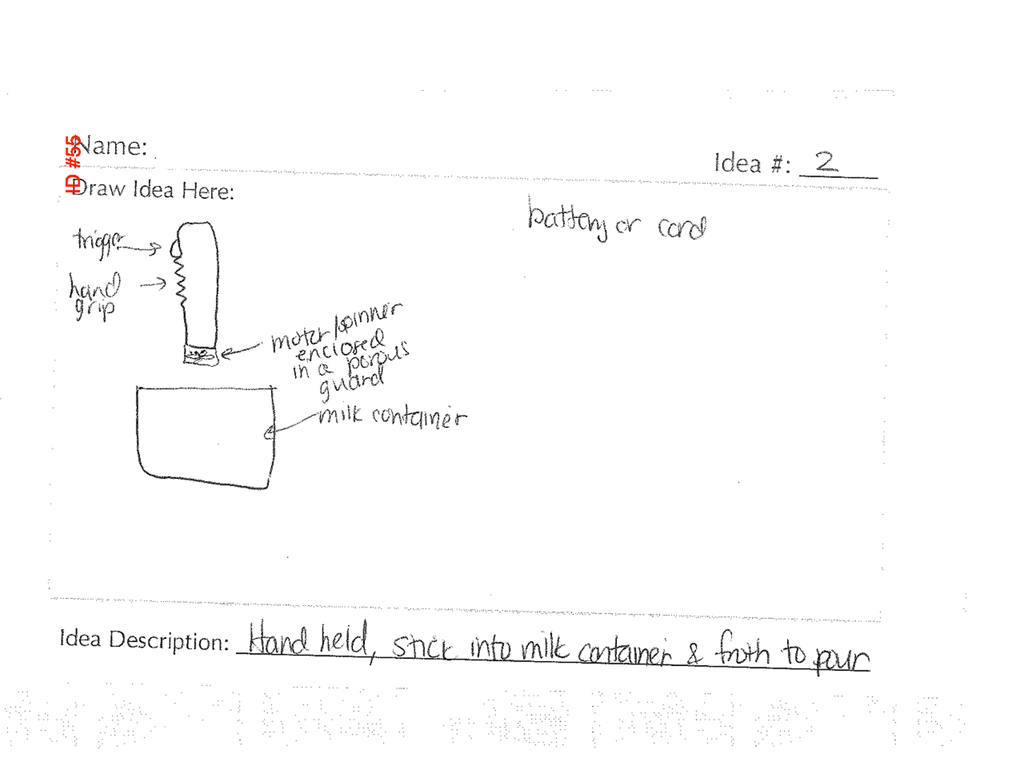 ID #55
Name:
Idea #: 2
Draw Idea Here:
battery or cord
trigger
hand
grip
motor/spinner
enclosed
in a porous
guard
milk container
Idea Description: Hand held, stick into milk container & froth to pour